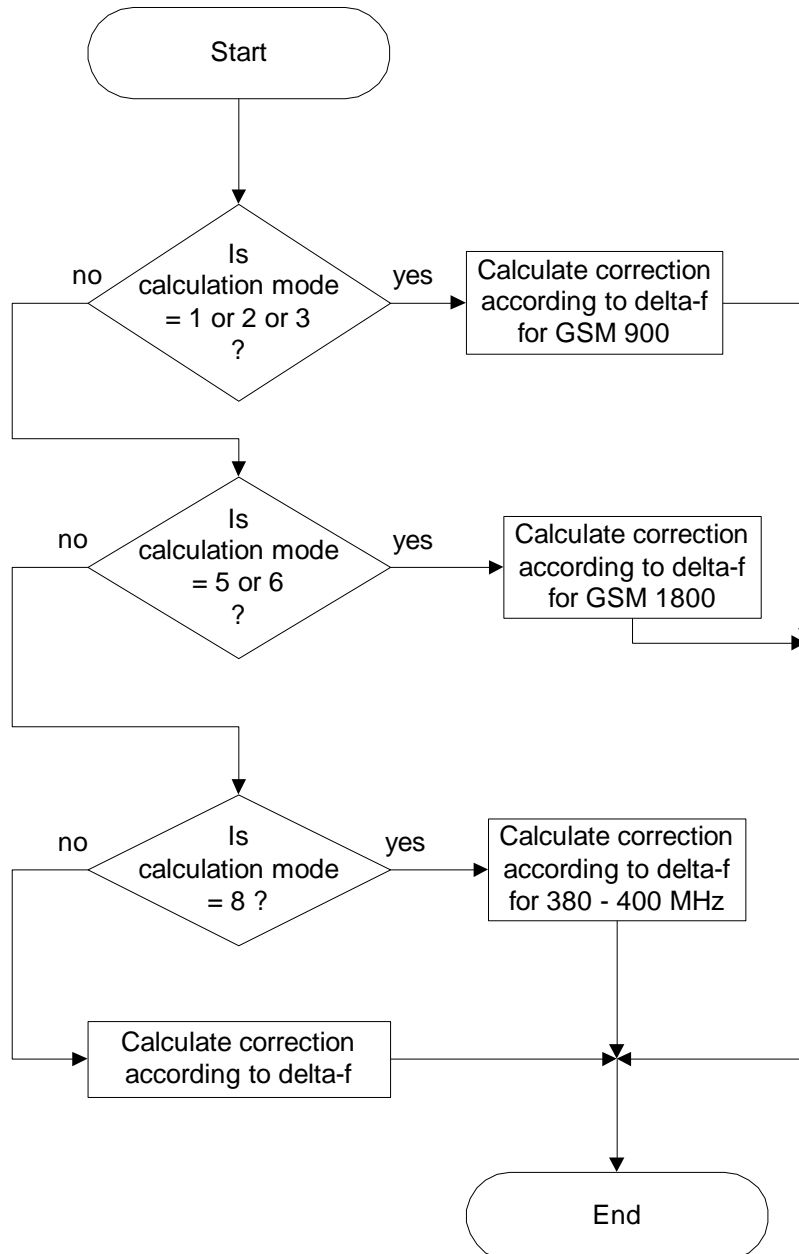 Start
Is
calculation mode
= 1 or 2 or 3
?
no
yes
Calculate correction
according to delta-f
for GSM 900
Is
calculation mode
= 5 or 6
?
no
yes
Calculate correction
according to delta-f
for GSM 1800
Is
calculation mode
= 8 ?
no
yes
Calculate correction
according to delta-f
for 380 - 400 MHz
Calculate correction
according to delta-f
End